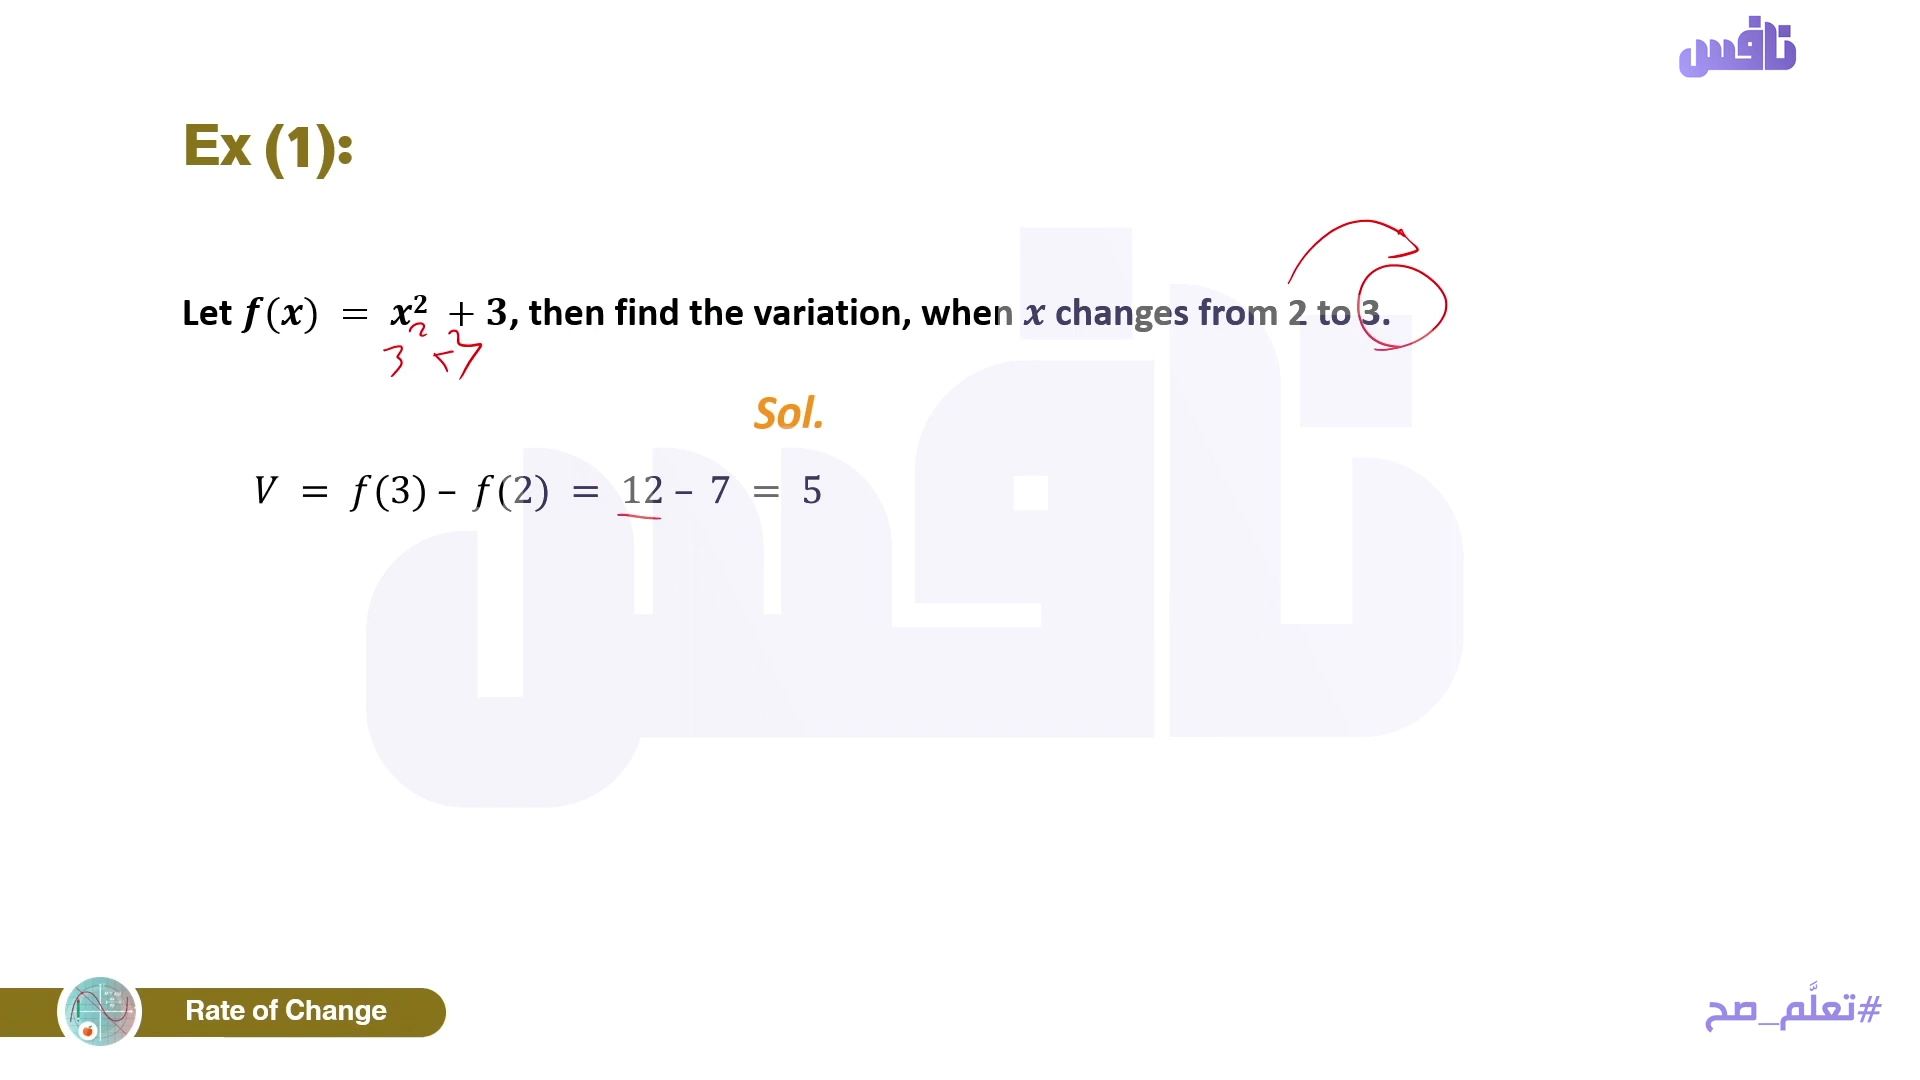 نافس
Ex (1):
Let f(x) = x² + 3, then find the variation, when x changes from 2 to 3.
3²
Sol.
V = f(3) – f(2) = 12 – 7 = 5
Rate of Change
#تعلَّم_صح